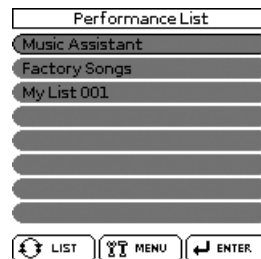 Performance List
Music Assistant
Factory Songs
My List 001
LIST MENU ENTER